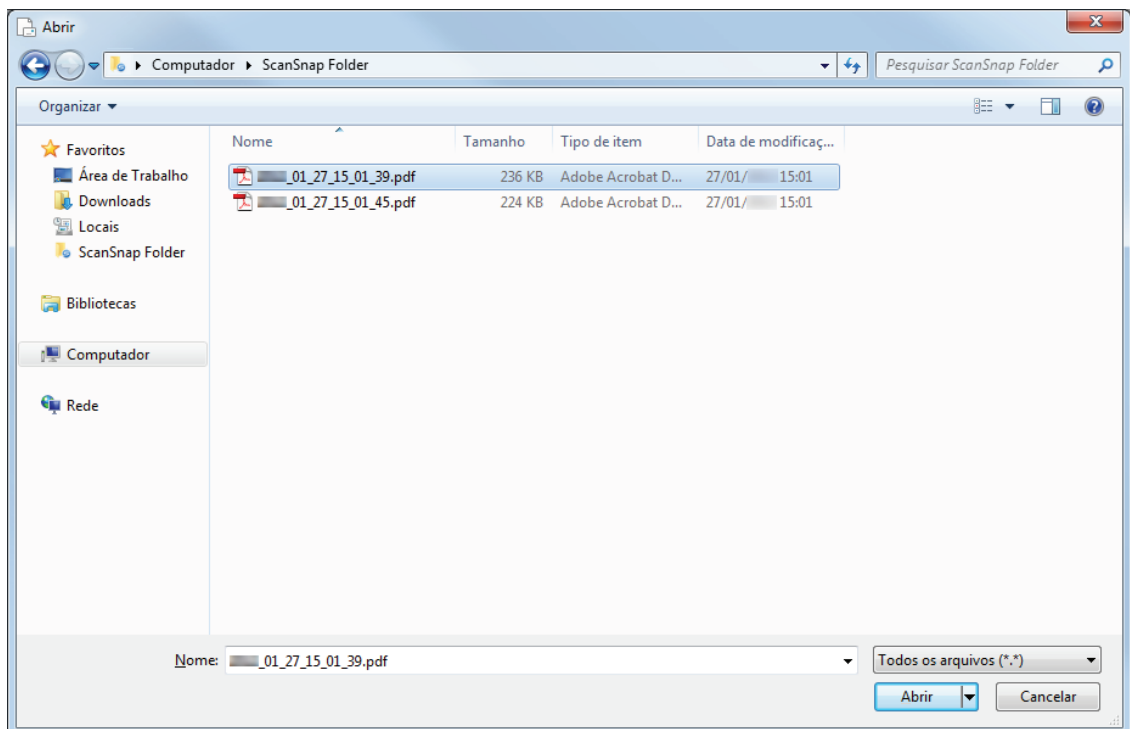 Abrir
Computador ScanSnap Folder
Pesquisar ScanSnap Folder
Organizar
Nome Tamanho Tipo de item Data de modificaç...
Favoritos
Área de Trabalho
Downloads
Locais
ScanSnap Folder
Bibliotecas
Computador
Rede
_01_27_15_01_39.pdf 236 KB Adobe Acrobat D... 27/01/ 15:01
_01_27_15_01_45.pdf 224 KB Adobe Acrobat D... 27/01/ 15:01
Nome: _01_27_15_01_39.pdf
Todos os arquivos (*.*)
Abrir Cancelar